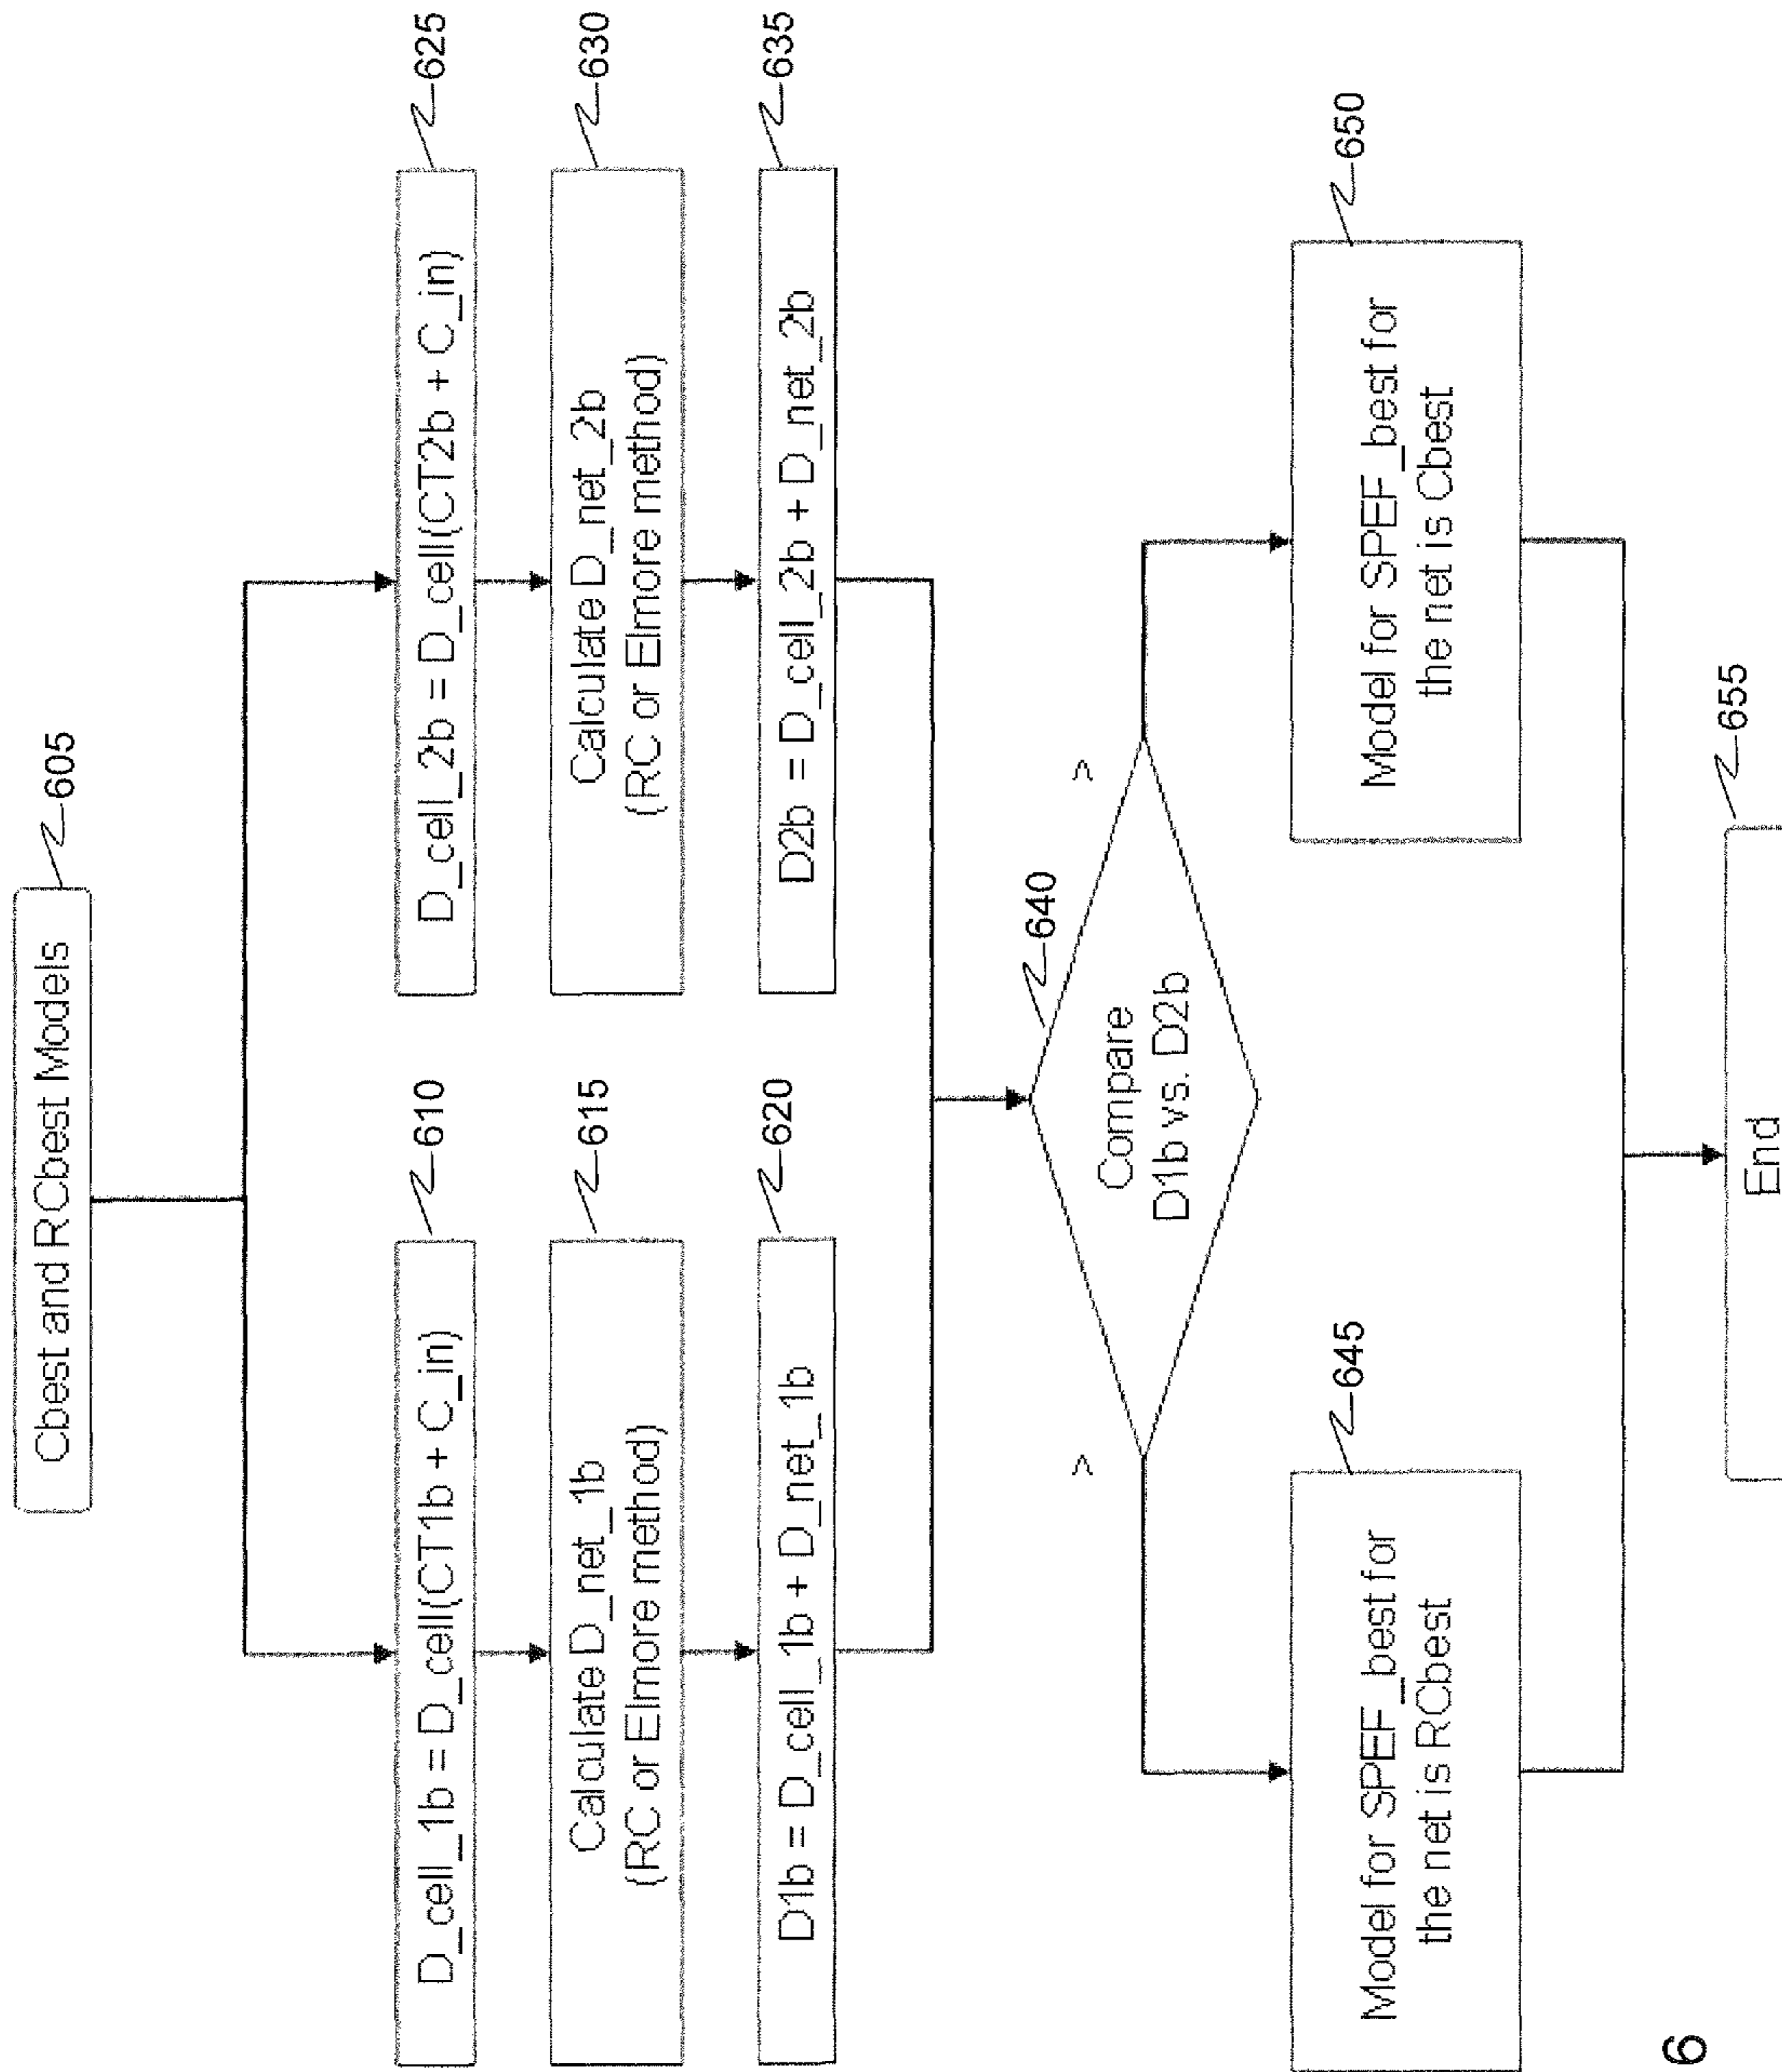 Cbest and RCbest Models
605
D_cell_1b = D_cell(CT1b + C_in)
610
D_cell_2b = D_cell(CT2b + C_in)
625
Calculate D_net_1b
(RC or Elmore method)
615
Calculate D_net_2b
(RC or Elmore method)
630
D1b = D_cell_1b + D_net_1b
620
D2b = D_cell_2b + D_net_2b
635
640
>
<
Compare
D1b vs. D2b
Model for SPEF_best for
the net is RCbest
645
Model for SPEF_best for
the net is Cbest
650
End
655
6